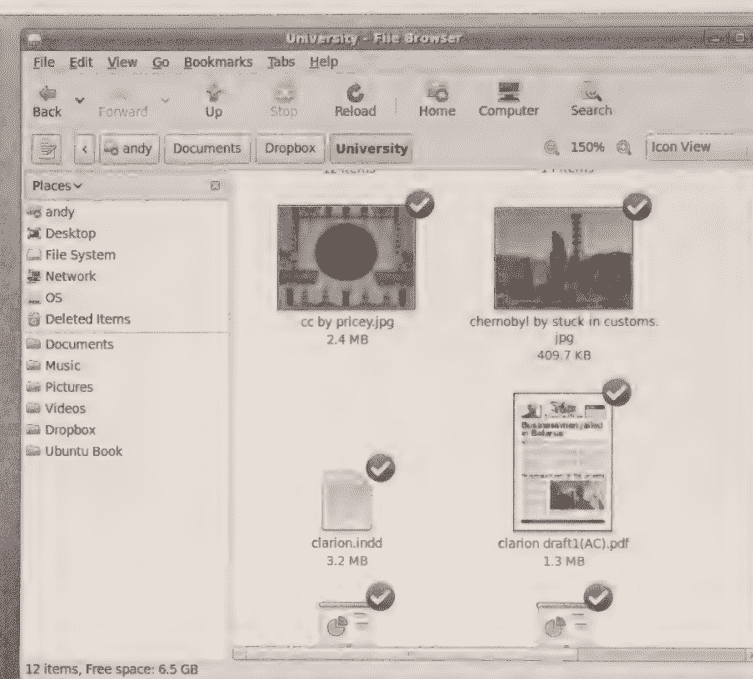 University - File Browser
File Edit View Go Bookmarks Tabs Help
Back Forward Up Stop Reload Home Computer Search
andy Documents Dropbox University 150% Icon View
Places
andy
Desktop
File System
Network
OS
Deleted Items
Documents
Music
Pictures
Videos
Dropbox
Ubuntu Book
cc by pricey.jpg
2.4 MB
chernobyl by stuck in customs.
jpg
409.7 KB
Businessmen jailed
in Belarus
clarion.indd
3.2 MB
clarion draft1(AC).pdf
1.3 MB
12 items, Free space: 6.5 GB